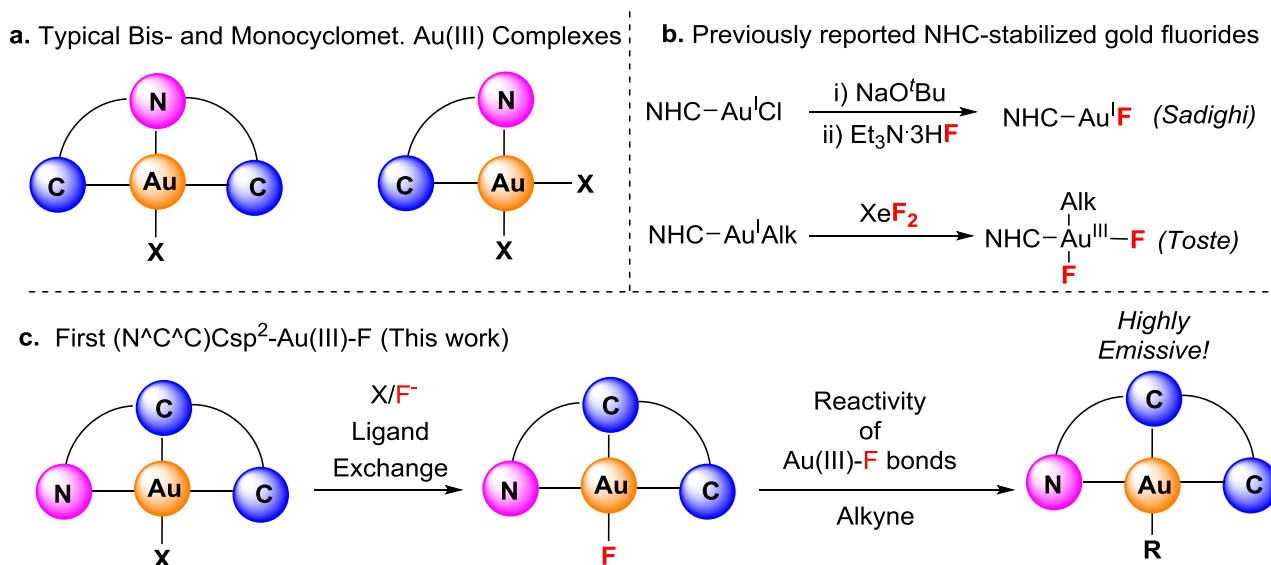 a. Typical Bis- and Monocyclomet. Au(III) Complexes
N
C
Au
C
X
N
C
Au
X
X
b. Previously reported NHC-stabilized gold fluorides
NHC–AuᴵCl
i) NaOᵗBu
ii) Et₃N·3HF
NHC–AuᴵF (Sadighi)
NHC–AuᴵAlk
XeF₂
Alk
NHC–Auᴵᴵᴵ–F (Toste)
F
c. First (N^C^C)Csp²-Au(III)-F (This work)
C
N
Au
C
X
X/F⁻
Ligand
Exchange
C
N
Au
C
F
Reactivity
of
Au(III)-F bonds
Alkyne
Highly
Emissive!
C
N
Au
C
R